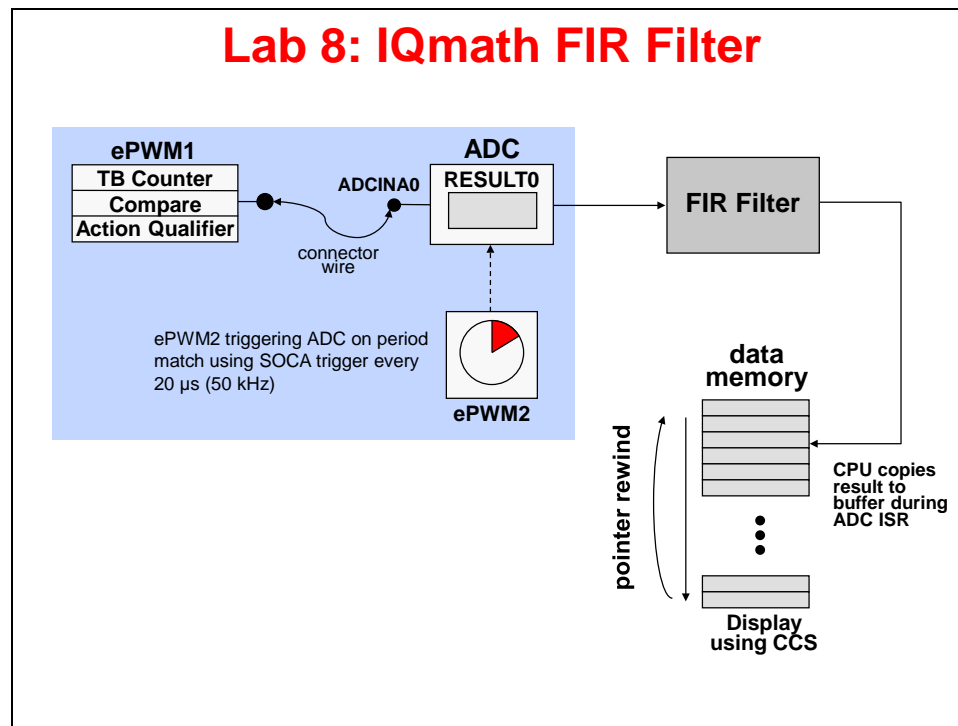 Lab 8: IQmath FIR Filter
ePWM1
TB Counter
Compare
Action Qualifier
connector
wire
ADCINA0
ADC
RESULT0
FIR Filter
ePWM2 triggering ADC on period
match using SOCA trigger every
20 µs (50 kHz)
ePWM2
data
memory
pointer rewind
CPU copies
result to
buffer during
ADC ISR
Display
using CCS